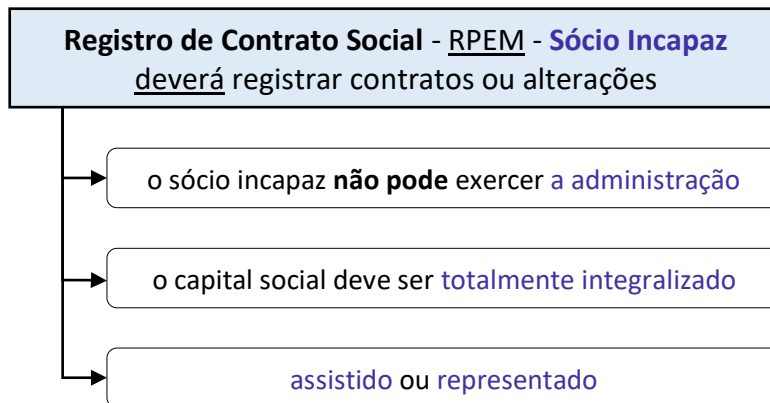 Registro de Contrato Social - RPEM - Sócio Incapaz
deverá registrar contratos ou alterações
o sócio incapaz não pode exercer a administração
o capital social deve ser totalmente integralizado
assistido ou representado